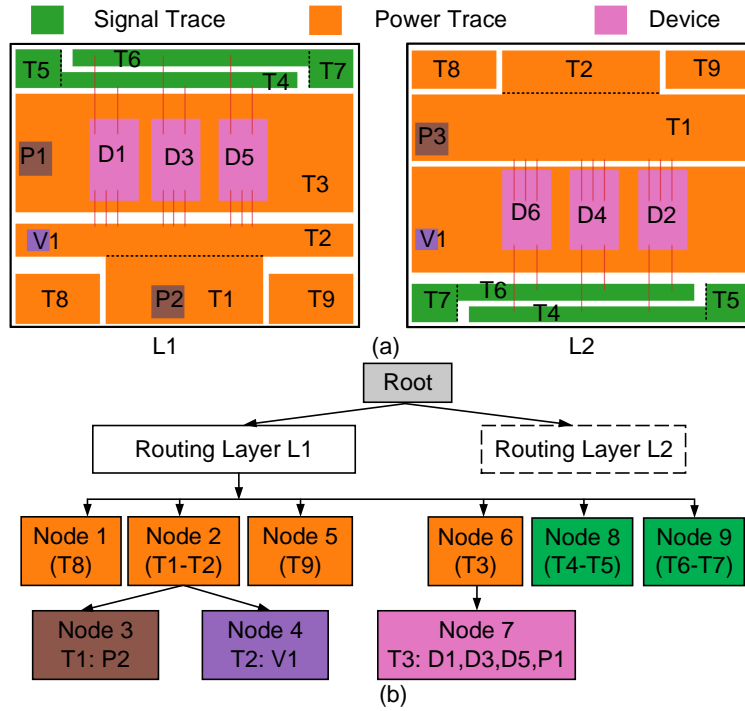 Signal Trace Power Trace Device
T5 T6 T4 T7
P1 D1 D3 D5 T3
V1 T2
T8 P2 T1 T9
L1
T8 T2 T9
P3 T1
D6 D4 D2
V1
T7 T6 T4 T5
L2
(a)
Root
Routing Layer L1 Routing Layer L2
Node 1 Node 2 Node 5 Node 6 Node 8 Node 9
(T8) (T1-T2) (T9) (T3) (T4-T5) (T6-T7)
Node 3 Node 4 Node 7
T1: P2 T2: V1 T3: D1,D3,D5,P1
(b)